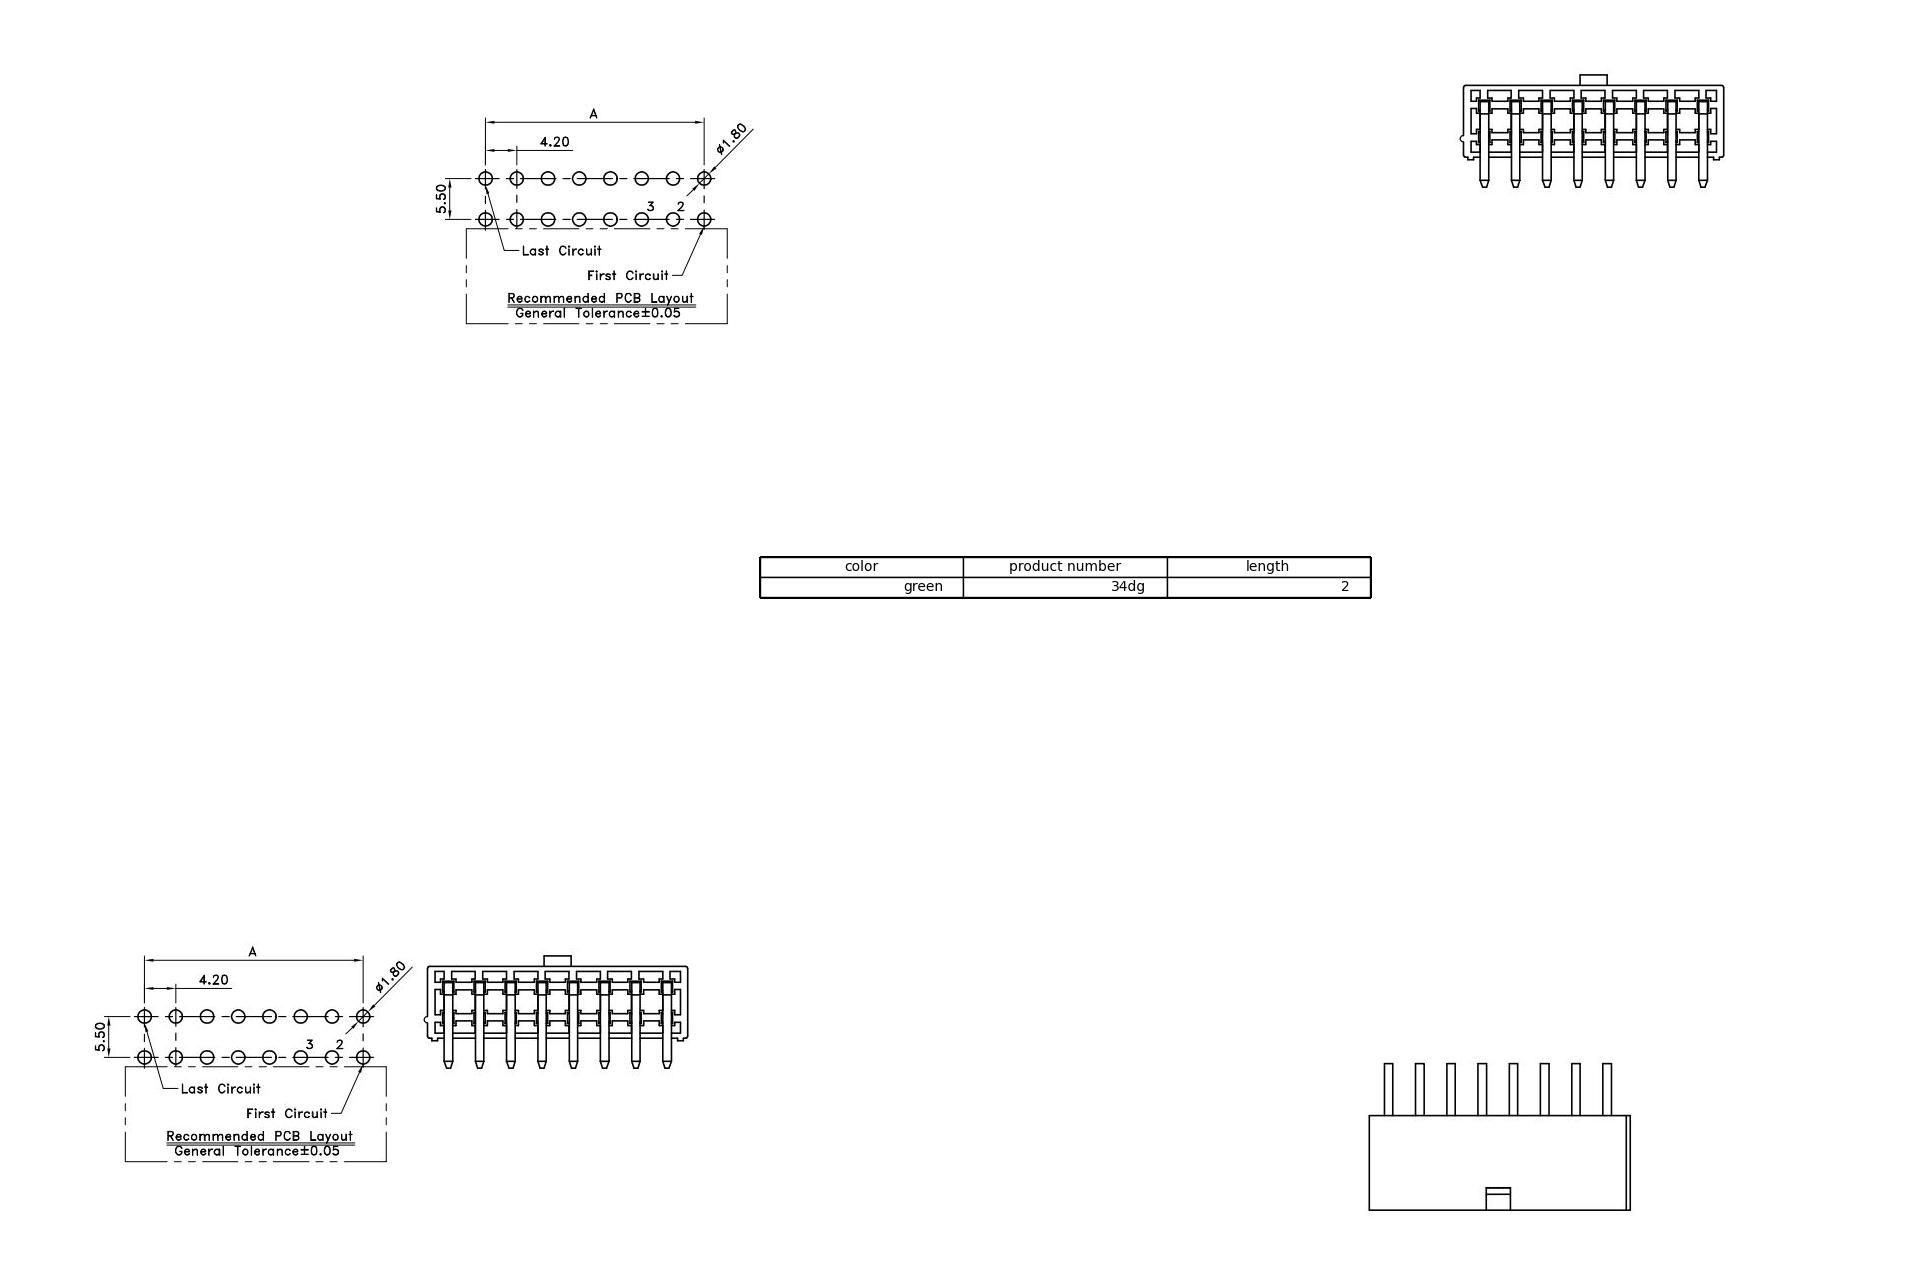 A
4.20
ø1.80
5.50
3 2
Last Circuit
First Circuit
Recommended PCB Layout
General Tolerance±0.05
color product number length
green 34dg 2
A
4.20
ø1.80
5.50
3 2
Last Circuit
First Circuit
Recommended PCB Layout
General Tolerance±0.05